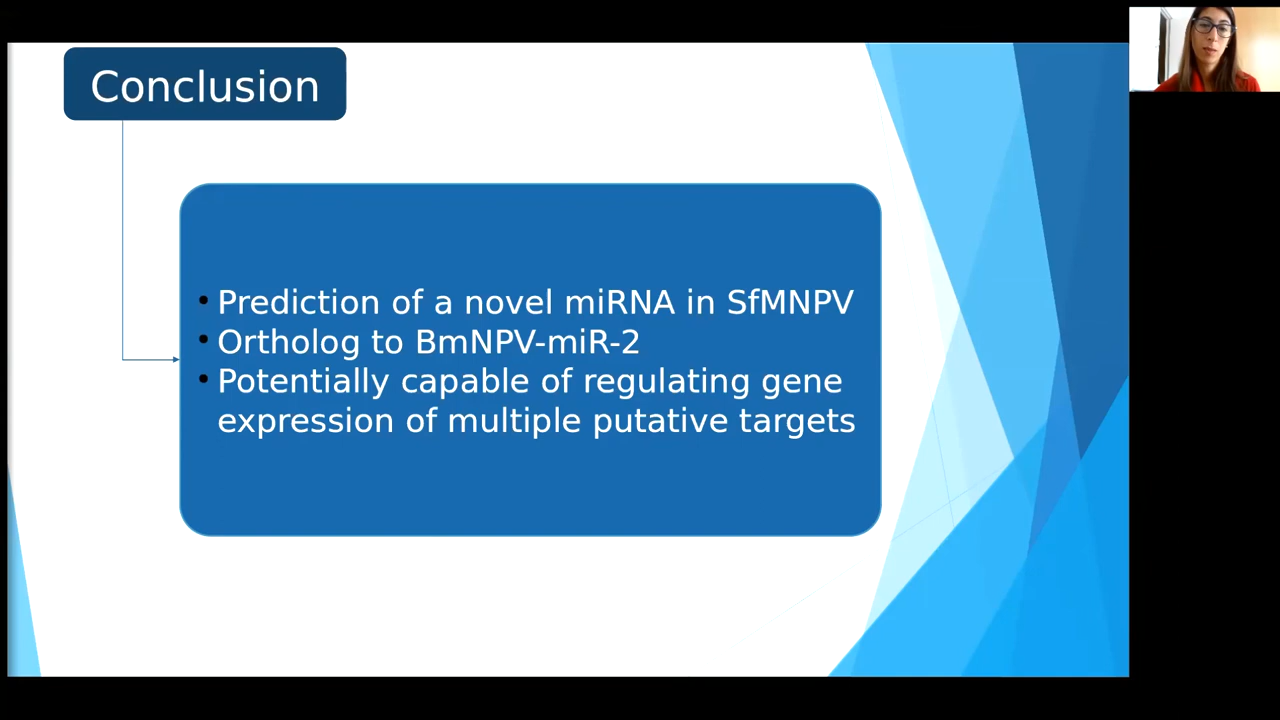 Conclusion
• Prediction of a novel miRNA in SfMNPV
• Ortholog to BmNPV-miR-2
• Potentially capable of regulating gene
expression of multiple putative targets